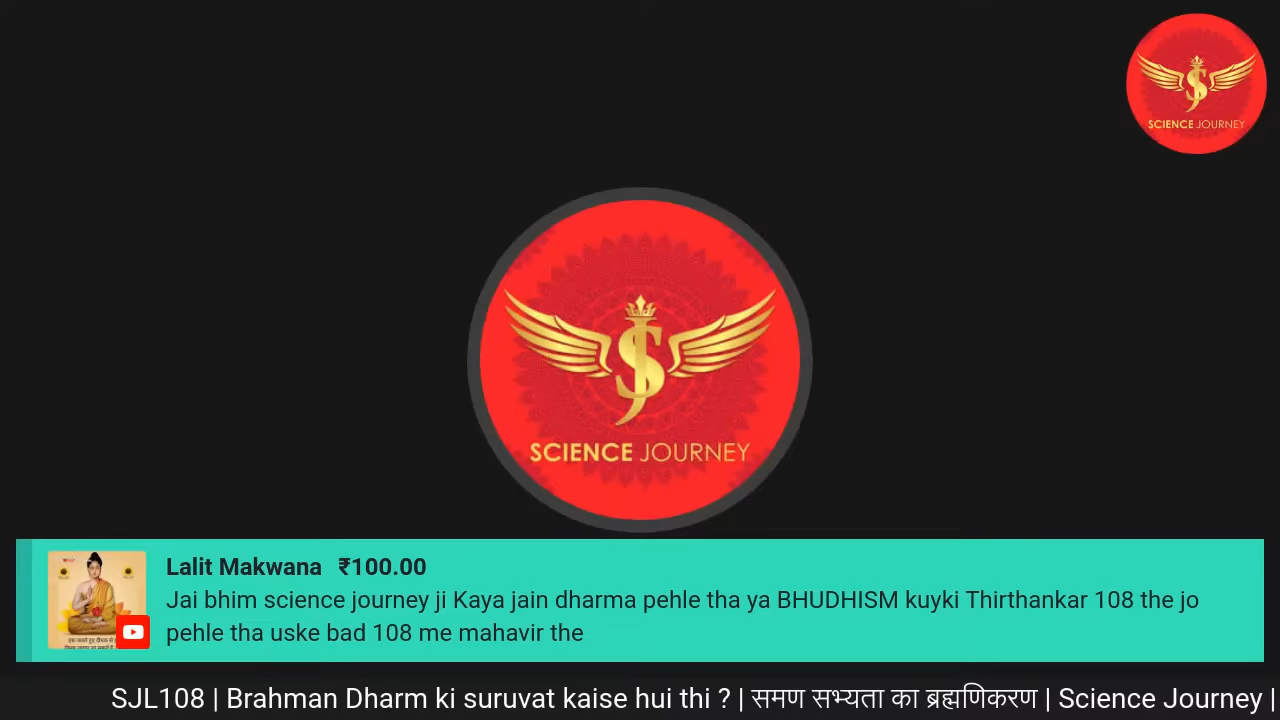 SCIENCE JOURNEY
SCIENCE JOURNEY
Lalit Makwana ₹100.00
Jai bhim science journey ji Kaya jain dharma pehle tha ya BHUDHISM kuyki Thirthankar 108 the jo
pehle tha uske bad 108 me mahavir the
SJL108 | Brahman Dharm ki suruvat kaise hui thi ? | समण सभ्यता का ब्रह्मणिकरण | Science Journey |